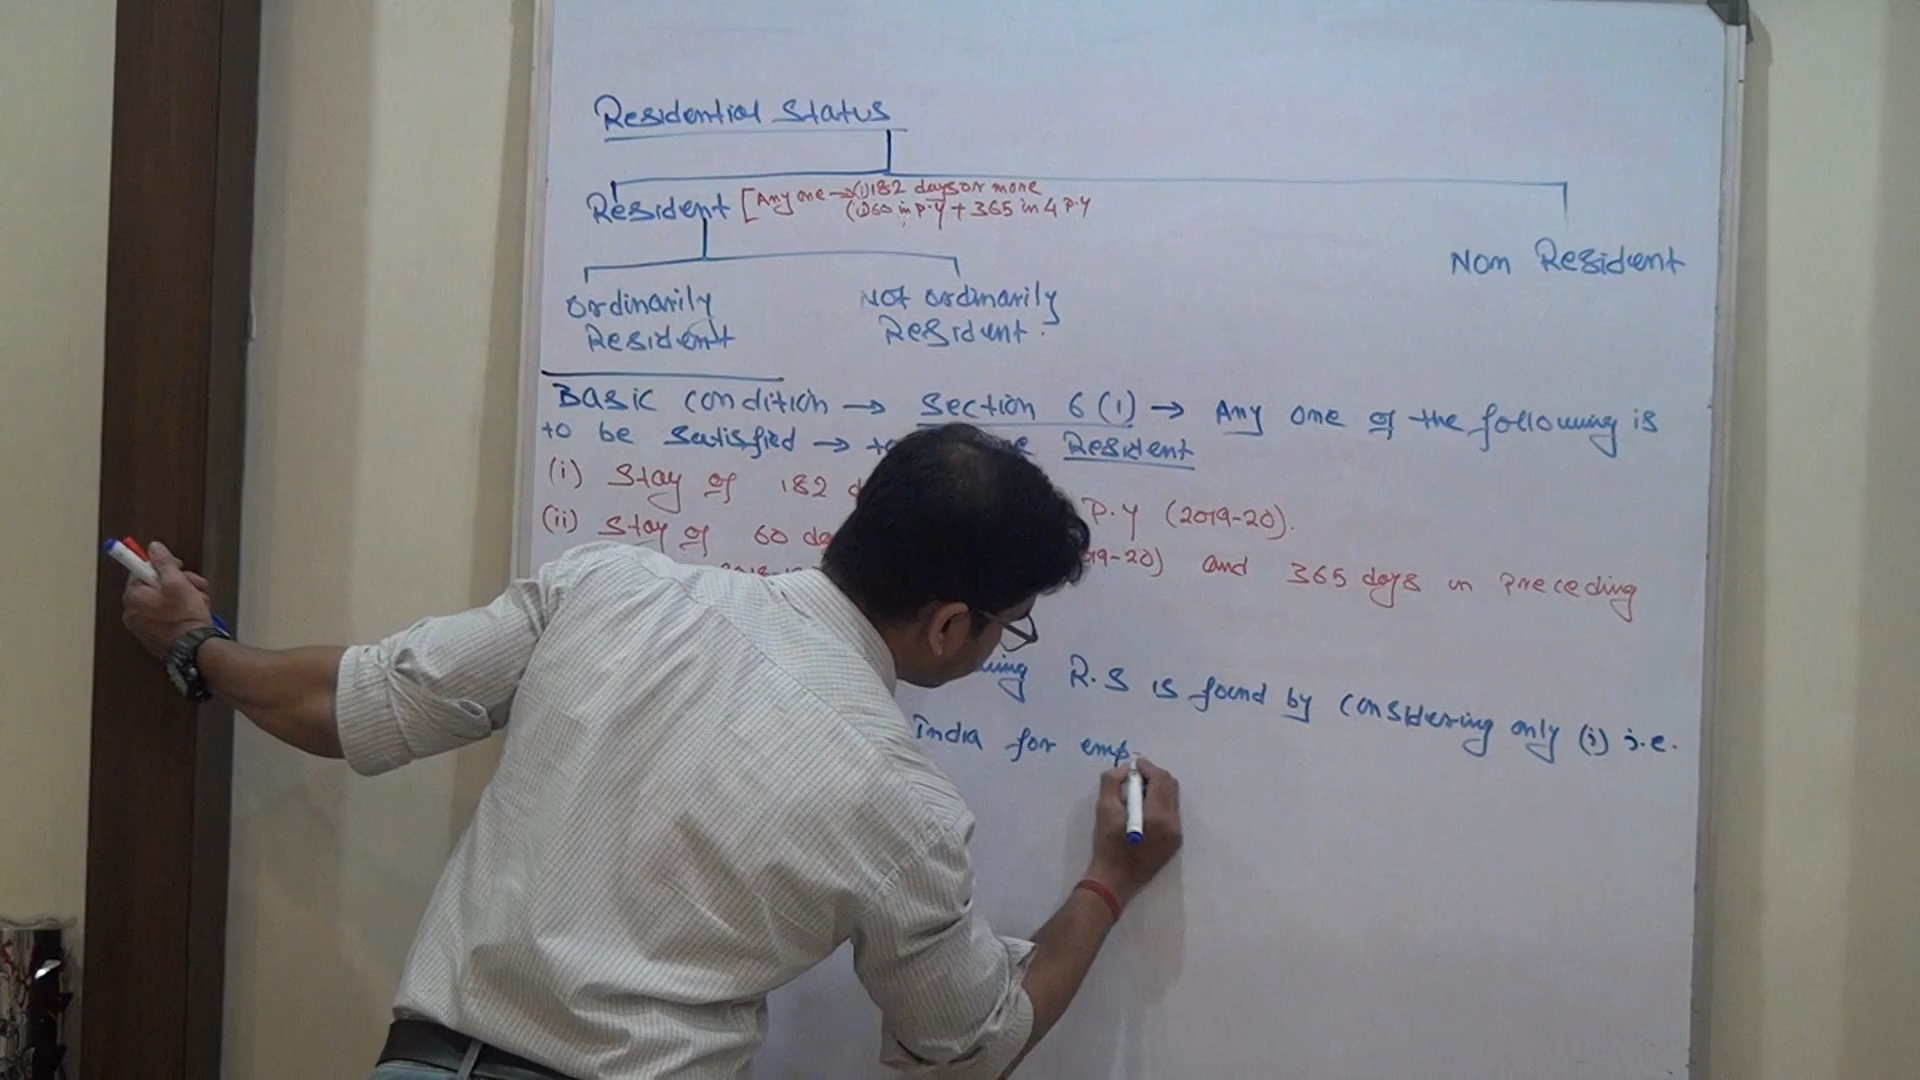 Residential Status
Resident [Any one → (i) 182 days or more
(ii) 60 in P.Y + 365 in 4 P.Y
Non Resident
Ordinarily
Resident
Not ordinarily
Resident.
Basic condition → Section 6(1) → Any one of the following is
to be satisfied → Resident
(i) Stay of 182 P.Y (2019-20).
(ii) Stay of 60 19-20) and 365 days in preceding
R.S is found by considering only (i) i.e.
India for emp